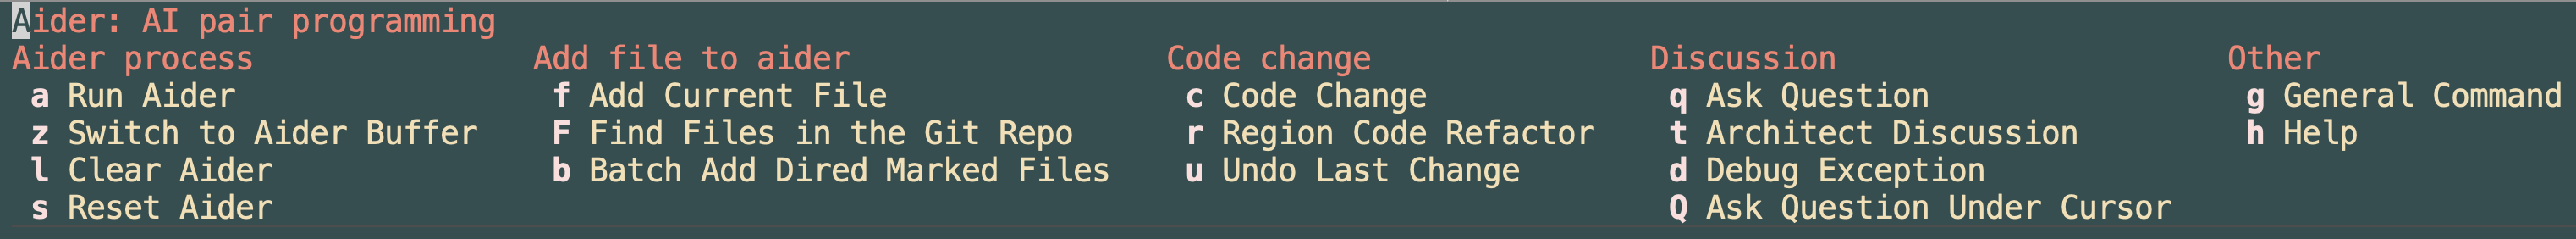 Aider: AI pair programming
Aider process Add file to aider Code change Discussion Other
a Run Aider f Add Current File c Code Change q Ask Question g General Command
z Switch to Aider Buffer F Find Files in the Git Repo r Region Code Refactor t Architect Discussion h Help
l Clear Aider b Batch Add Dired Marked Files u Undo Last Change d Debug Exception
s Reset Aider Q Ask Question Under Cursor